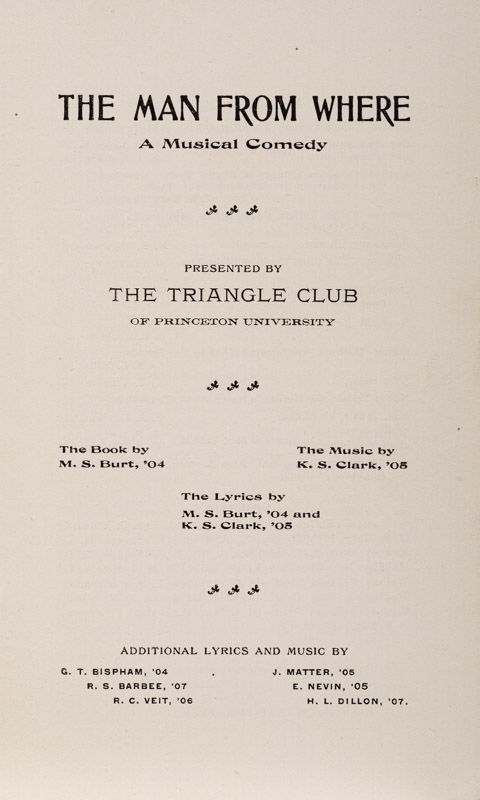 THE MAN FROM WHERE
A Musical Comedy
PRESENTED BY
THE TRIANGLE CLUB
OF PRINCETON UNIVERSITY
The Book by
M. S. Burt, '04
The Music by
K. S. Clark, '05
The Lyrics by
M. S. Burt, '04 and
K. S. Clark, '05
ADDITIONAL LYRICS AND MUSIC BY
G. T. BISPHAM, '04
R. S. BARBEE, '07
R. C. VEIT, '06
J. MATTER, '05
E. NEVIN, '05
H. L. DILLON, '07.